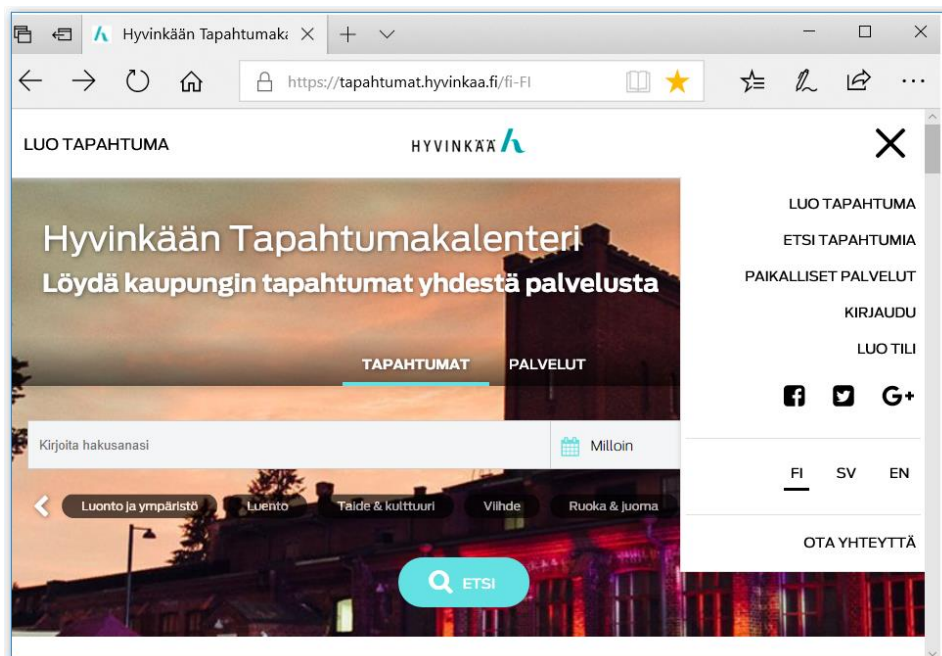 Hyvinkään Tapahtumaka
https://tapahtumat.hyvinkaa.fi/fi-FI
LUO TAPAHTUMA
HYVINKÄÄ
LUO TAPAHTUMA
ETSI TAPAHTUMIA
PAIKALLISET PALVELUT
KIRJAUDU
LUO TILI
G+
FI SV EN
OTA YHTEYTTÄ
Hyvinkään Tapahtumakalenteri
Löydä kaupungin tapahtumat yhdestä palvelusta
TAPAHTUMAT PALVELUT
Kirjoita hakusanasi Milloin
Luonto ja ympäristö Luento Taide & kulttuuri Viihde Ruoka & juoma
ETSI